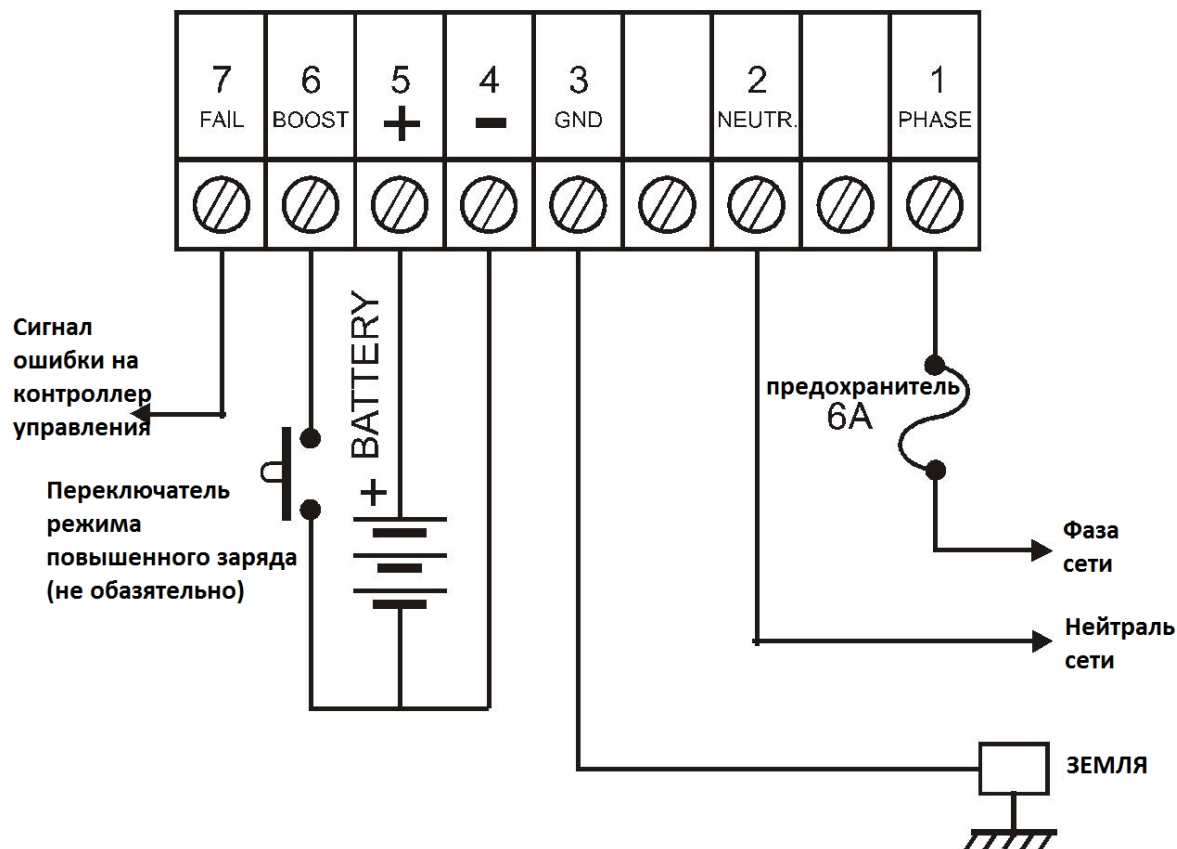 7 6 5 4 3 2 1
FAIL BOOST + - GND NEUTR. PHASE
Сигнал
ошибки на
контроллер
управления
+ BATTERY
предохранитель
6A
Переключатель
режима
повышенного заряда
(не обазятельно)
Фаза
сети
Нейтраль
сети
ЗЕМЛЯ